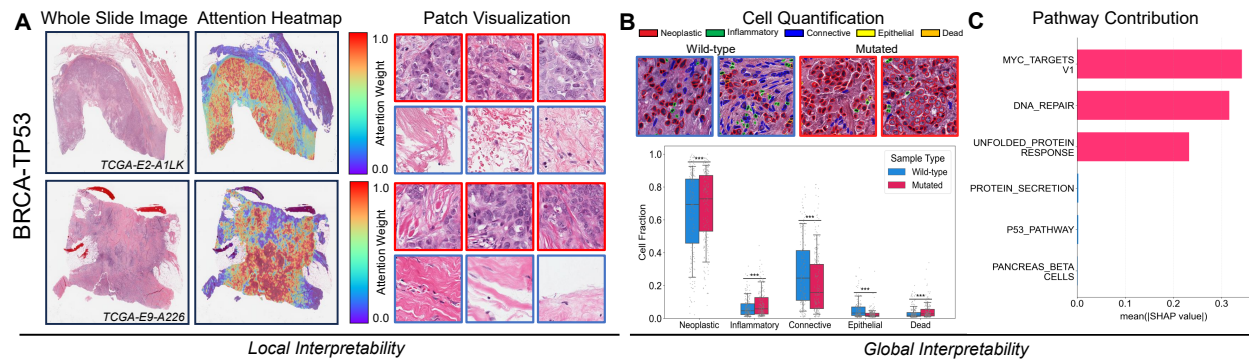 A
Whole Slide Image
Attention Heatmap
Patch Visualization
BRCA-TP53
TCGA-E2-A1LK
1.0
Attention Weight
0.0
TCGA-E9-A226
1.0
Attention Weight
0.0
Local Interpretability
B
Cell Quantification
Neoplastic
Inflammatory
Connective
Epithelial
Dead
Wild-type
Mutated
Cell Fraction
1.0
0.8
0.6
0.4
0.2
0.0
***
***
***
***
***
Sample Type
Wild-type
Mutated
Neoplastic
Inflammatory
Connective
Epithelial
Dead
C
Pathway Contribution
MYC_TARGETS
V1
DNA_REPAIR
UNFOLDED_PROTEIN
RESPONSE
PROTEIN_SECRETION
P53_PATHWAY
PANCREAS_BETA
CELLS
0.0
0.1
0.2
0.3
mean(|SHAP value|)
Global Interpretability